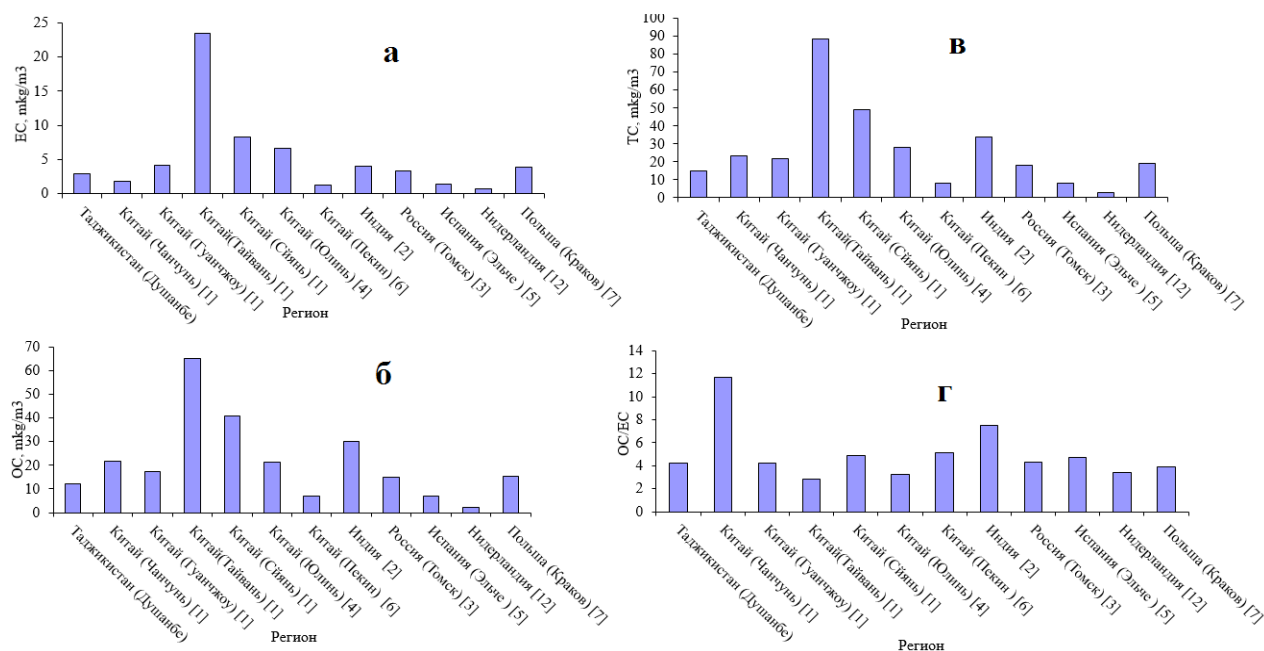 а
EC, mkg/m3
25
20
15
10
5
0
Таджикистан (Душанбе)
Китай (Чанчунь) [1]
Китай (Гуанчжоу) [1]
Китай(Тайвань) [1]
Китай (Сйянь) [1]
Китай (Юлинь) [4]
Китай (Пекин) [6]
Индия [2]
Россия (Томск) [3]
Испания (Эльче ) [5]
Нидерландия [12]
Польша (Краков) [7]
Регион
в
TC, mkg/m3
100
90
80
70
60
50
40
30
20
10
0
Таджикистан (Душанбе)
Китай (Чанчунь) [1]
Китай (Гуанчжоу) [1]
Китай(Тайвань) [1]
Китай (Сйянь) [1]
Китай (Юлинь) [4]
Китай (Пекин ) [6]
Индия [2]
Россия (Томск) [3]
Испания (Эльче ) [5]
Нидерландия [12]
Польша (Краков) [7]
Регион
б
OC, mkg/m3
70
60
50
40
30
20
10
0
Таджикистан (Душанбе)
Китай (Чанчунь) [1]
Китай (Гуанчжоу) [1]
Китай(Тайвань) [1]
Китай (Сйянь) [1]
Китай (Юлинь) [4]
Китай (Пекин) [6]
Индия [2]
Россия (Томск) [3]
Испания (Эльче ) [5]
Нидерландия [12]
Польша (Краков) [7]
Регион
г
OC/EC
14
12
10
8
6
4
2
0
Таджикистан (Душанбе)
Китай (Чанчунь) [1]
Китай (Гуанчжоу) [1]
Китай(Тайвань) [1]
Китай (Сйянь) [1]
Китай (Юлинь) [4]
Китай (Пекин ) [6]
Индия [2]
Россия (Томск) [3]
Испания (Эльче ) [5]
Нидерландия [12]
Польша (Краков) [7]
Регион